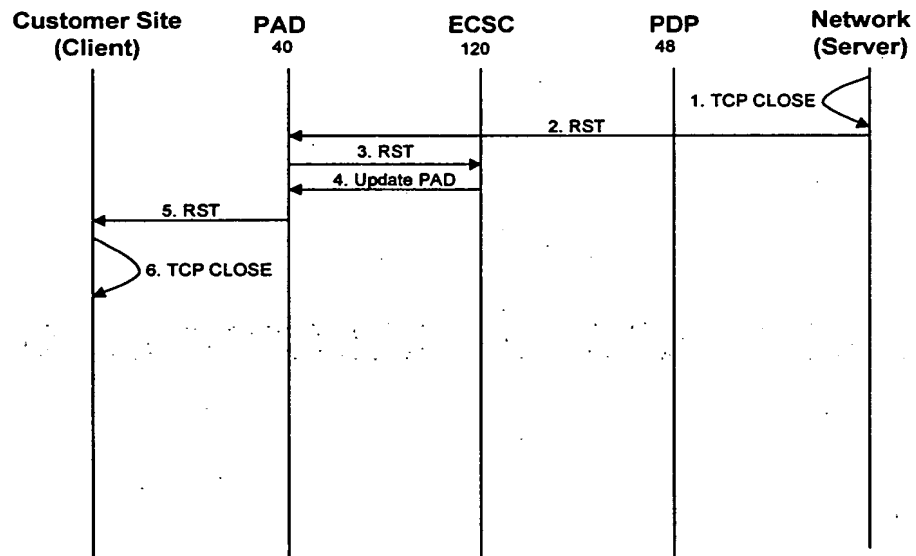 Customer Site
(Client)
PAD
40
ECSC
120
PDP
48
Network
(Server)
1. TCP CLOSE
2. RST
3. RST
4. Update PAD
5. RST
6. TCP CLOSE